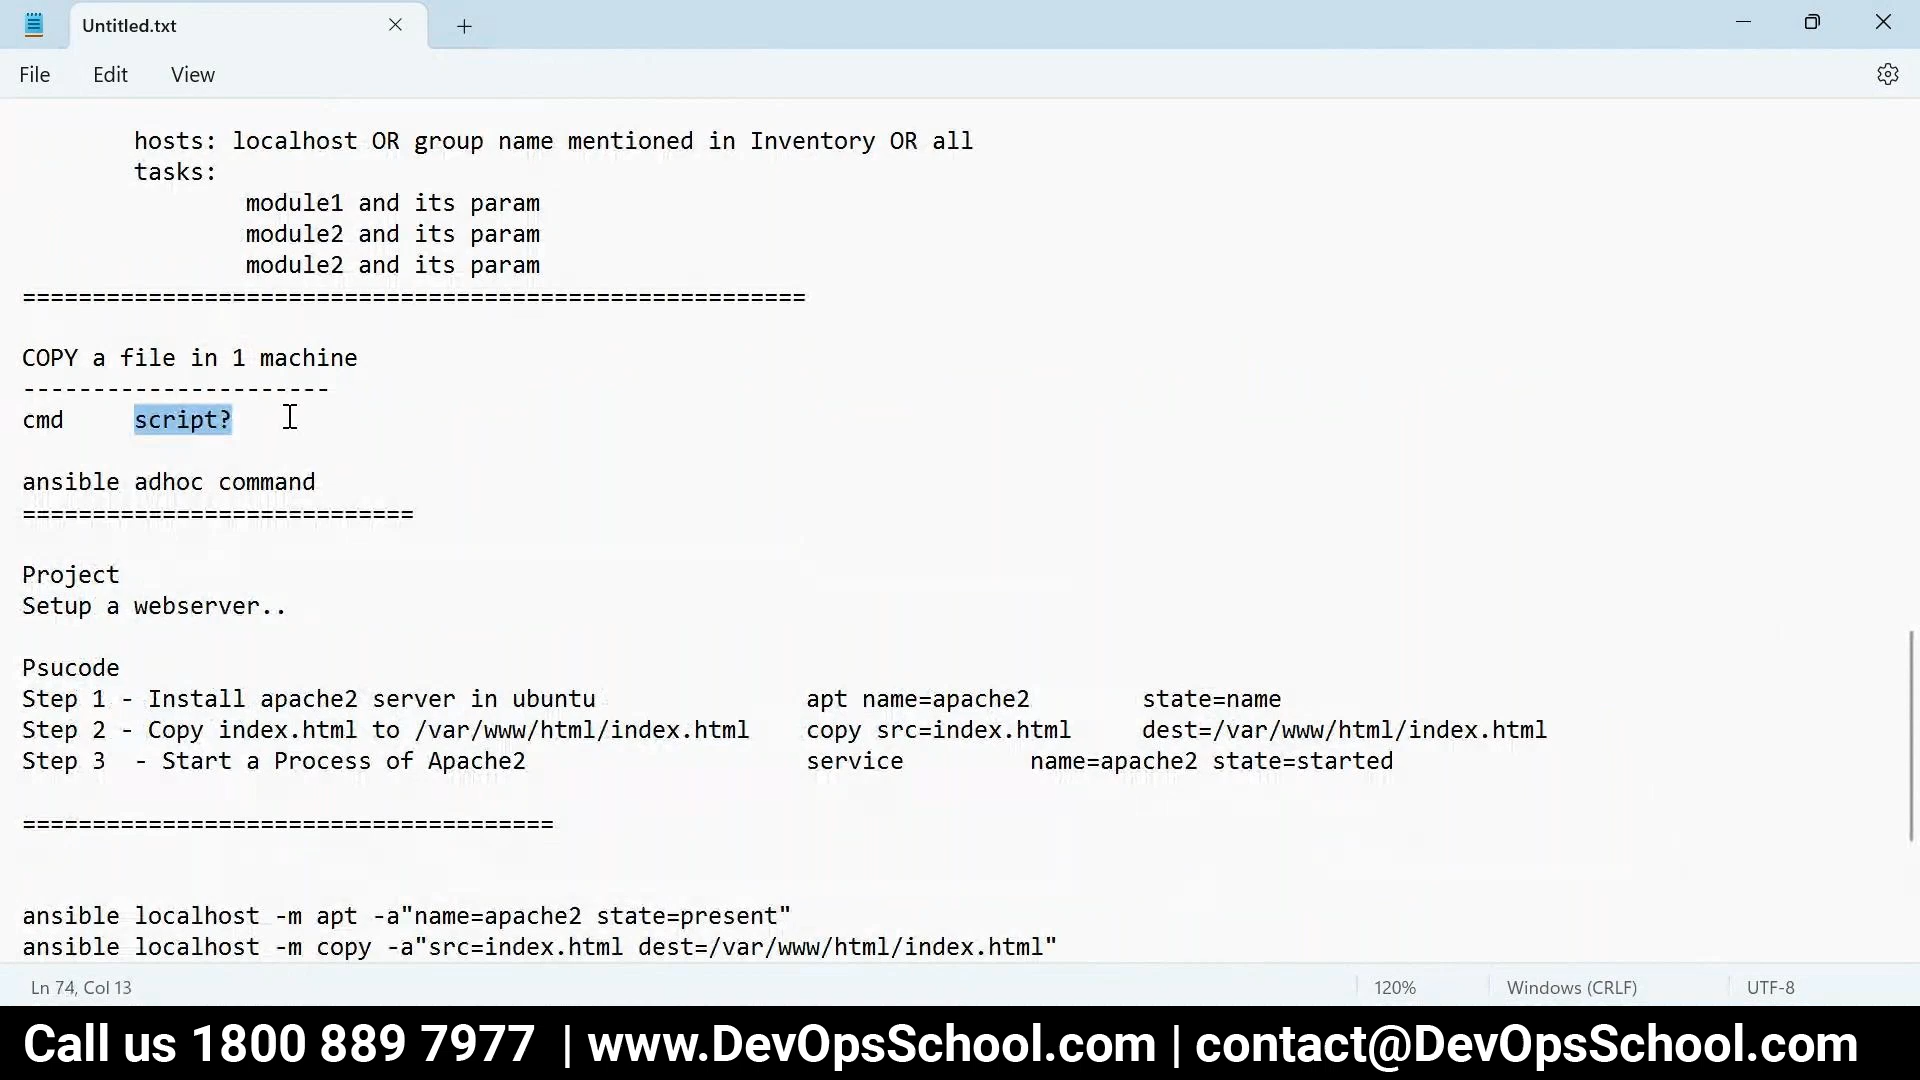 Untitled.txt
File Edit View
hosts: localhost OR group name mentioned in Inventory OR all
tasks:
module1 and its param
module2 and its param
module2 and its param
========================================================
COPY a file in 1 machine
----------------------
cmd script?
ansible adhoc command
============================
Project
Setup a webserver..
Psucode
Step 1 - Install apache2 server in ubuntu apt name=apache2 state=name
Step 2 - Copy index.html to /var/www/html/index.html copy src=index.html dest=/var/www/html/index.html
Step 3  - Start a Process of Apache2 service name=apache2 state=started
======================================
ansible localhost -m apt -a"name=apache2 state=present"
ansible localhost -m copy -a"src=index.html dest=/var/www/html/index.html"
Ln 74, Col 13 120% Windows (CRLF) UTF-8
Call us 1800 889 7977 | www.DevOpsSchool.com | contact@DevOpsSchool.com